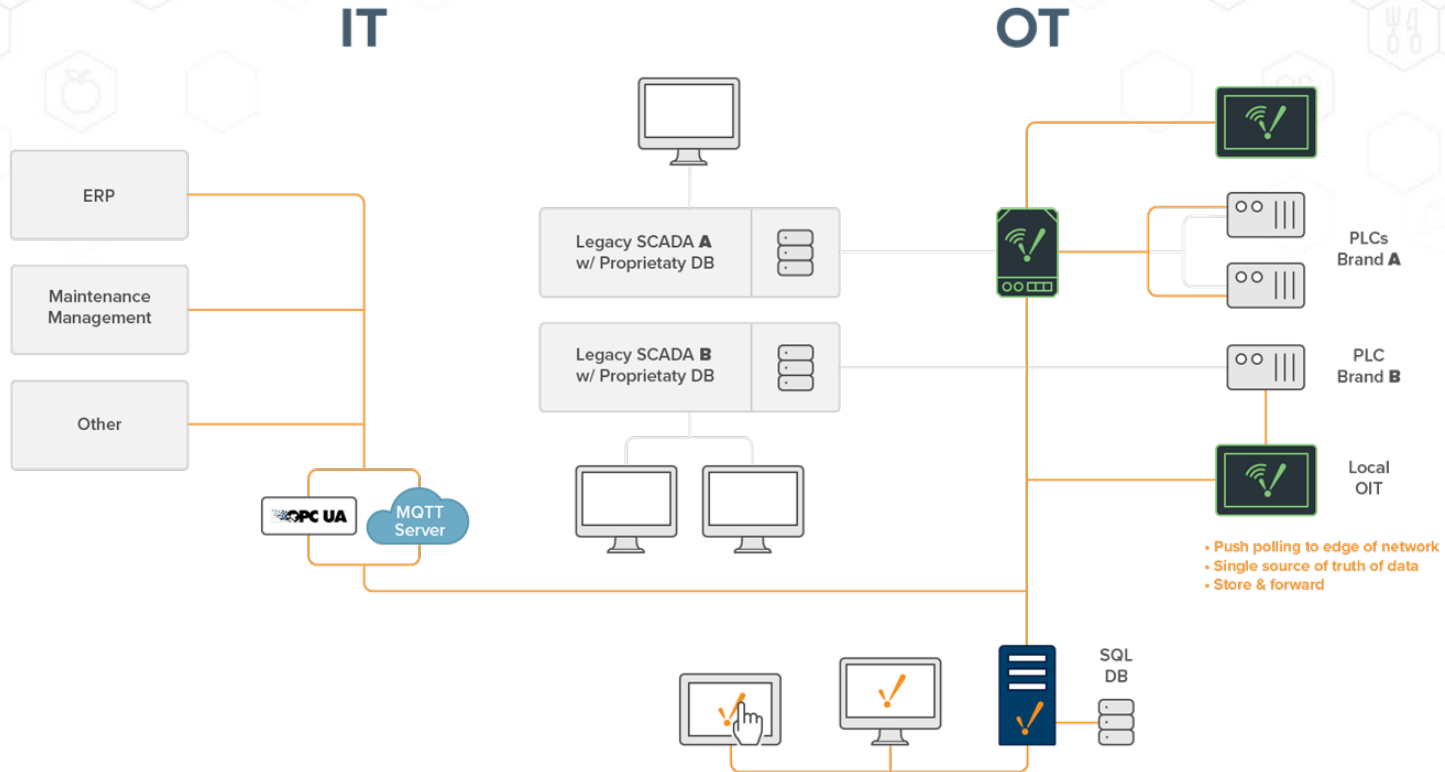 IT
OT
ERP
Maintenance
Management
Other
OPC UA
MQTT
Server
Legacy SCADA A
w/ Proprietaty DB
Legacy SCADA B
w/ Proprietaty DB
PLCs
Brand A
PLC
Brand B
Local
OIT
• Push polling to edge of network
• Single source of truth of data
• Store & forward
SQL
DB